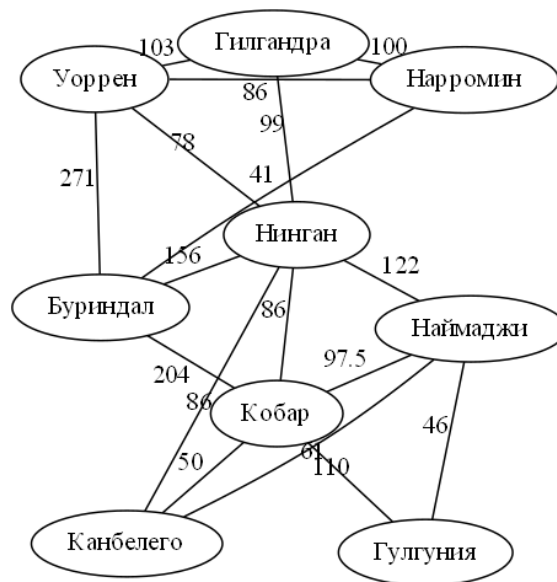 Гилгандра
103
100
Уоррен
Нарромин
86
99
78
271
41
Нинган
156
122
Буриндал
86
Наймаджи
97.5
204
86
Кобар
46
61
50
110
Канбелего
Гулгуния